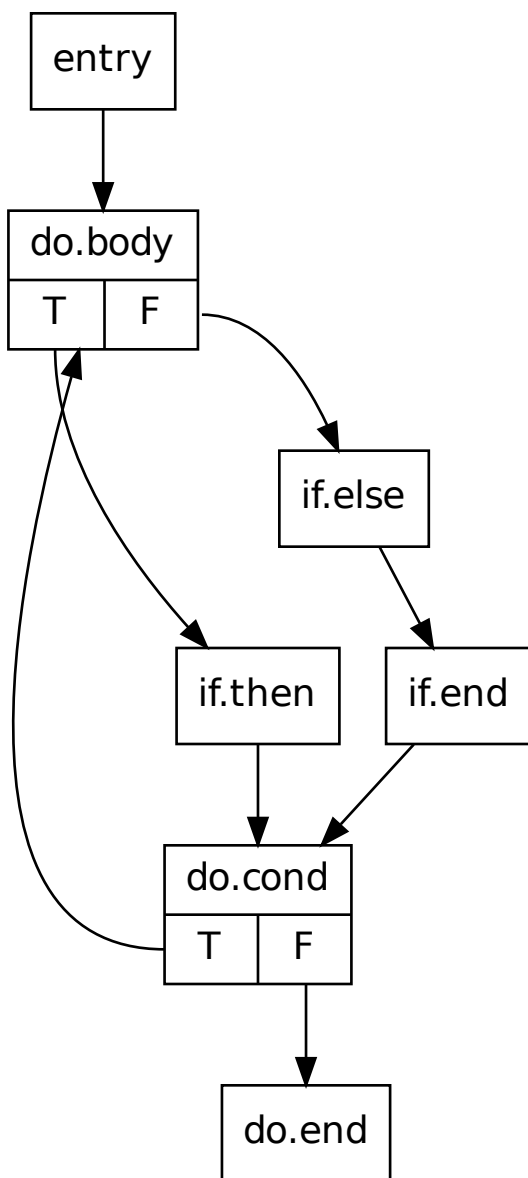 entry
do.body
T F
if.else
if.then
if.end
do.cond
T F
do.end